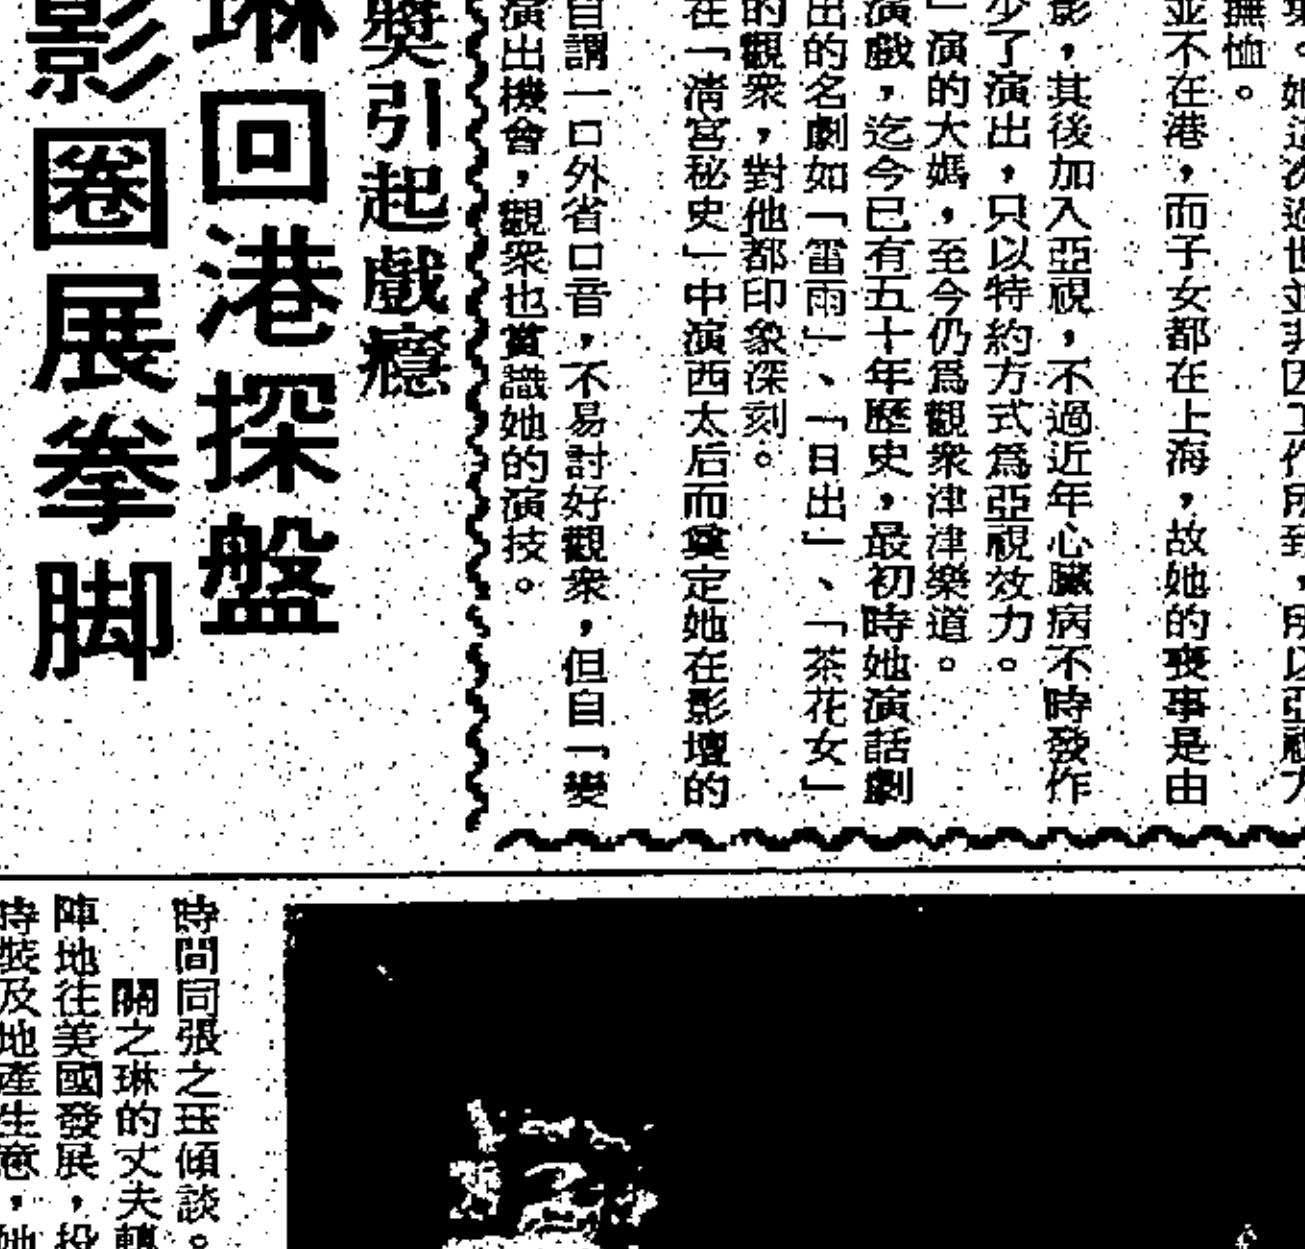 撫恤。
並不在港，而子女都在上海，故她的喪事是由
影，其後加入亞視，不過近年心臟病不時發作
少了演出，只以特約方式為亞視效力。
」演的大媽，至今仍為觀衆津津樂道。
演戲，迄今已有五十年歷史，最初時她演話劇
出的名劇如「雷雨」、「日出」、「茶花女」
的觀衆，對他都印象深刻。
在「清宮秘史」中演西太后而奠定她在影壇的
自謂一口外省口音，不易討好觀衆，但自「變
演出機會，觀衆也賞識她的演技。
獎引起戲癮
琳回港探盤
影圈展拳脚
時間同張之珏傾談。
關之琳的丈夫轉
陣地往美國發展，投
時裝及地產生意，她